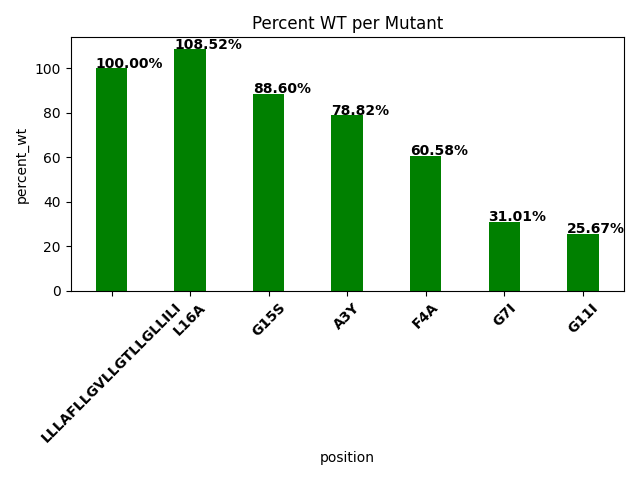 Percent WT per Mutant
percent_wt
100
80
60
40
20
0
100.00%
108.52%
88.60%
78.82%
60.58%
31.01%
25.67%
LLLAFLLGVLLGTLLGLLILI
L16A
G15S
A3Y
F4A
G7I
G11I
position